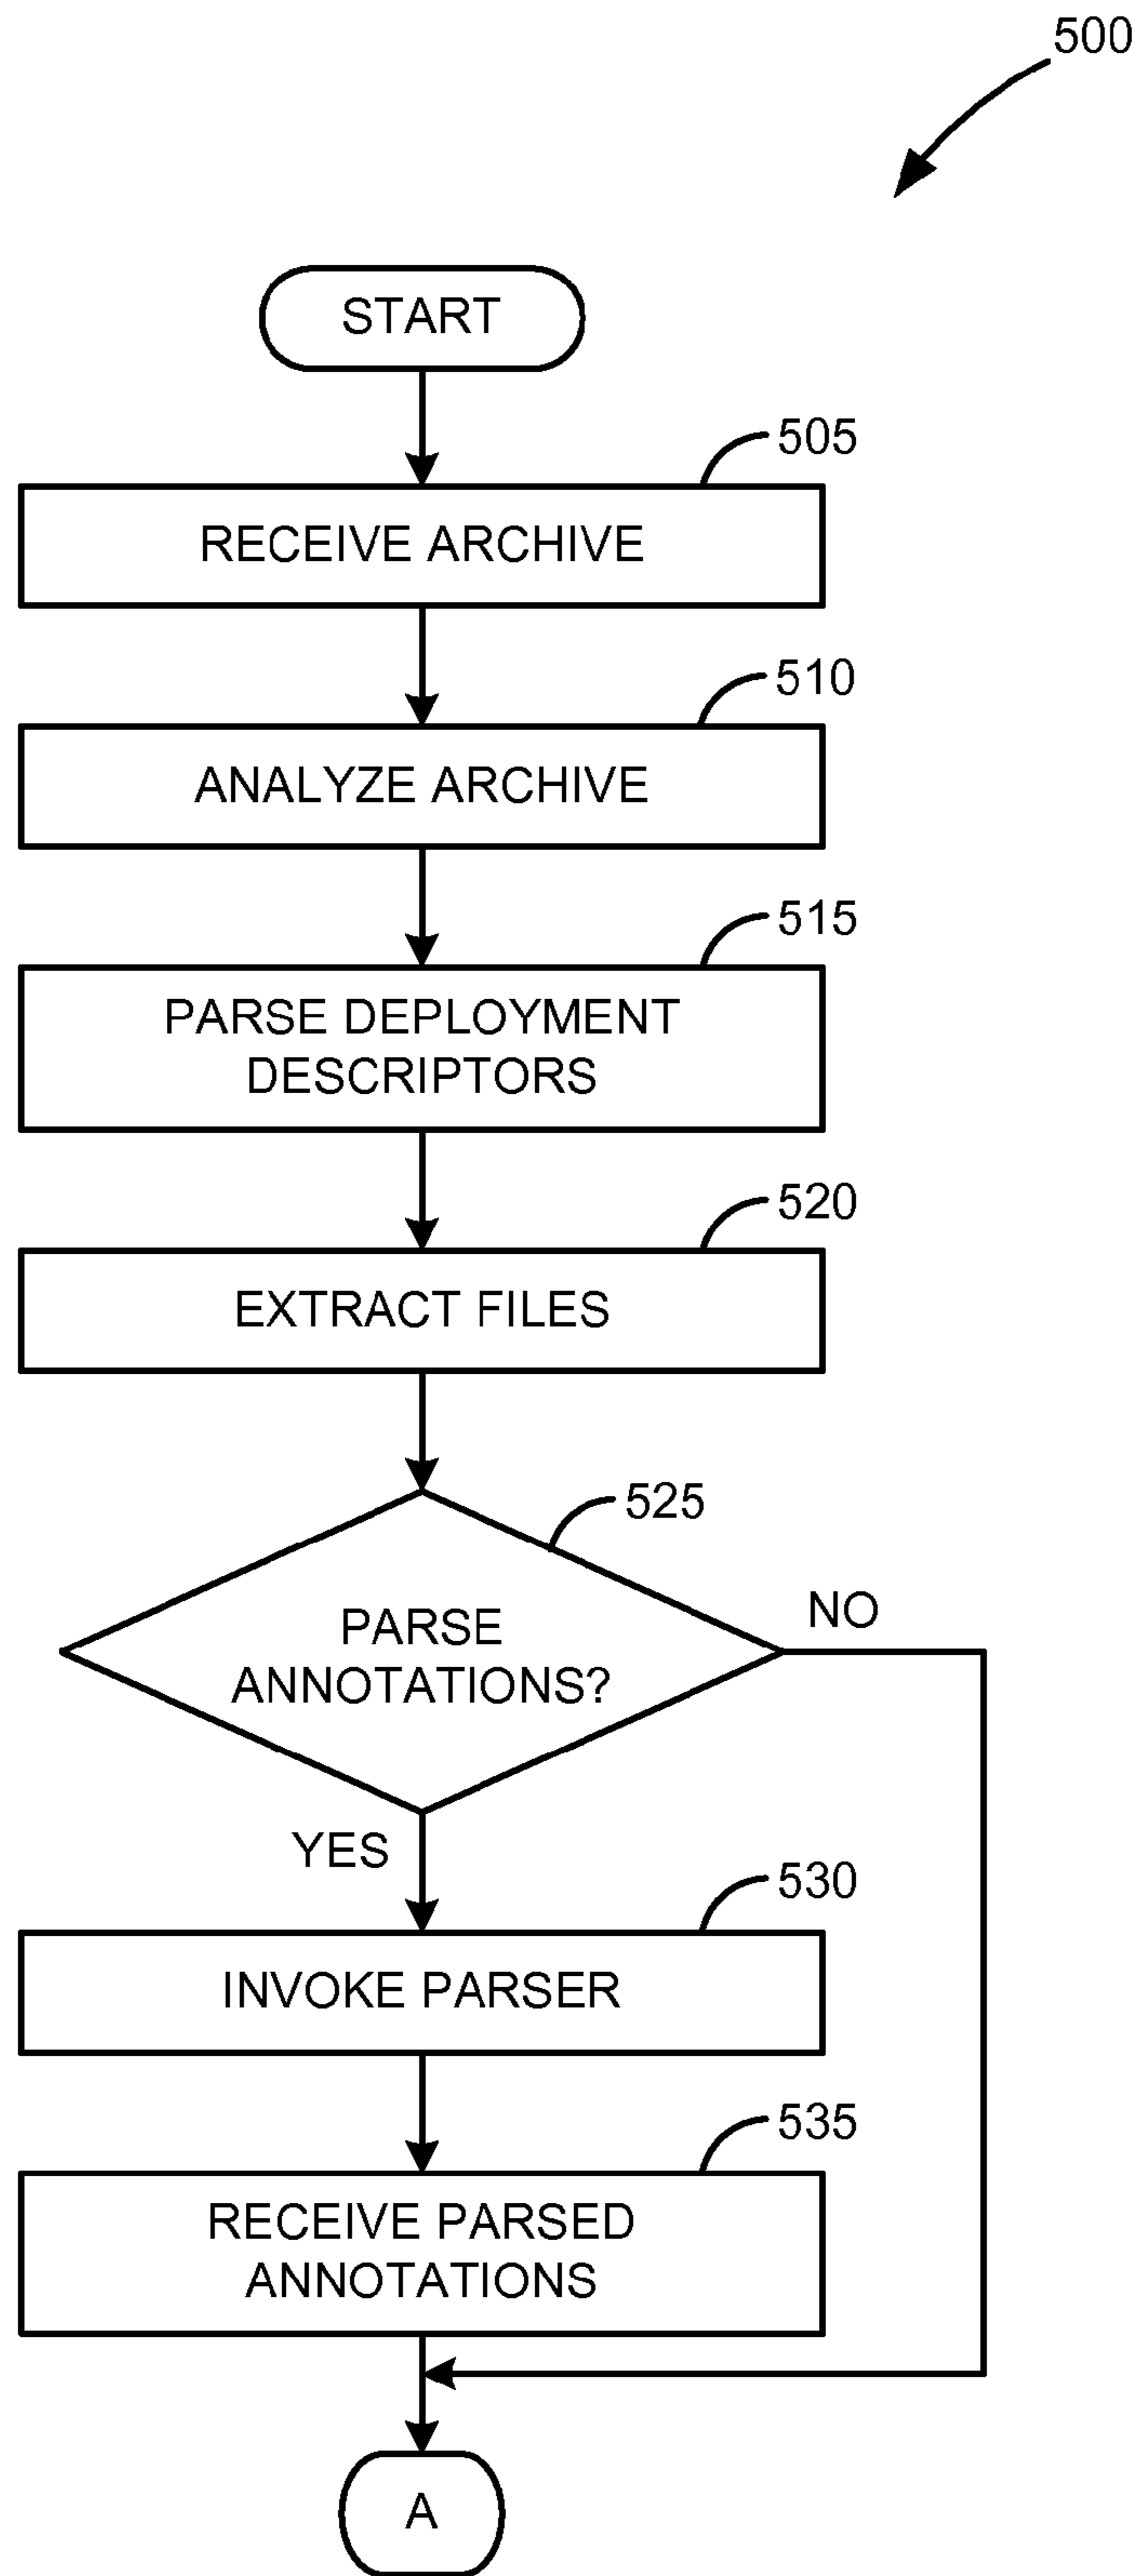 500
START
505
RECEIVE ARCHIVE
510
ANALYZE ARCHIVE
515
PARSE DEPLOYMENT
DESCRIPTORS
520
EXTRACT FILES
525
PARSE
ANNOTATIONS?
NO
YES
530
INVOKE PARSER
535
RECEIVE PARSED
ANNOTATIONS
A